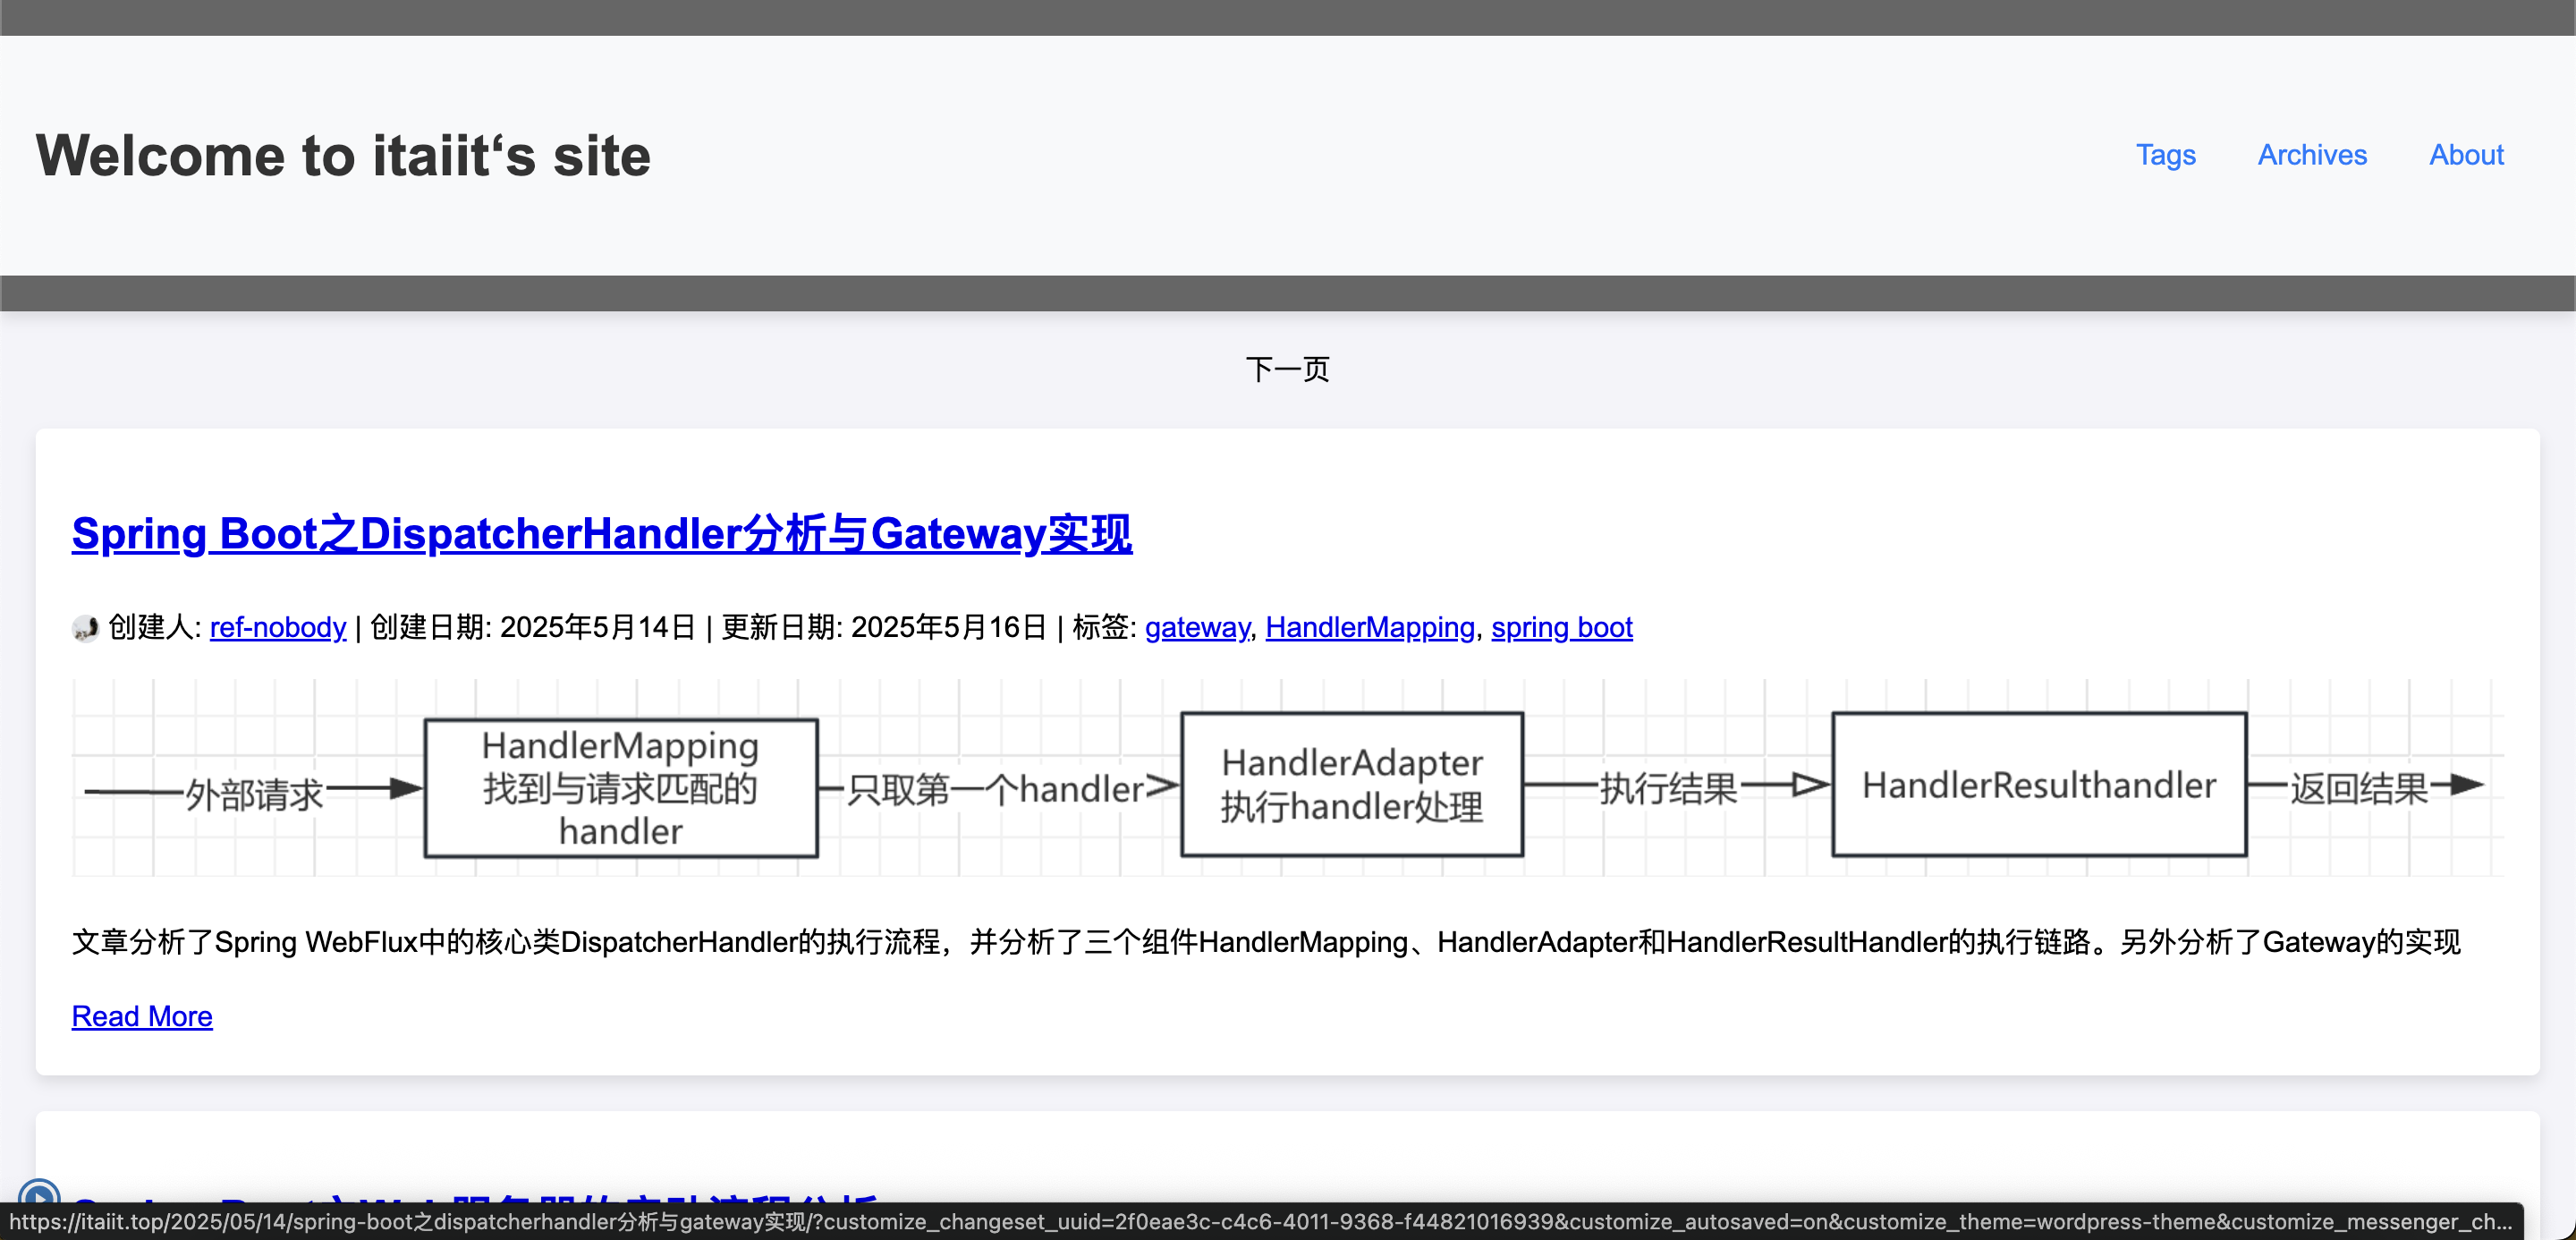 Welcome to itaiit‘s site
Tags Archives About
下一页
Spring Boot之DispatcherHandler分析与Gateway实现
创建人: ref-nobody | 创建日期: 2025年5月14日 | 更新日期: 2025年5月16日 | 标签: gateway, HandlerMapping, spring boot
外部请求
HandlerMapping
找到与请求匹配的
handler
只取第一个handler
HandlerAdapter
执行handler处理
执行结果
HandlerResulthandler
返回结果
文章分析了Spring WebFlux中的核心类DispatcherHandler的执行流程，并分析了三个组件HandlerMapping、HandlerAdapter和HandlerResultHandler的执行链路。另外分析了Gateway的实现
Read More
https://itaiit.top/2025/05/14/spring-boot之dispatcherhandler分析与gateway实现/?customize_changeset_uuid=2f0eae3c-c4c6-4011-9368-f44821016939&customize_autosaved=on&customize_theme=wordpress-theme&customize_messenger_ch...